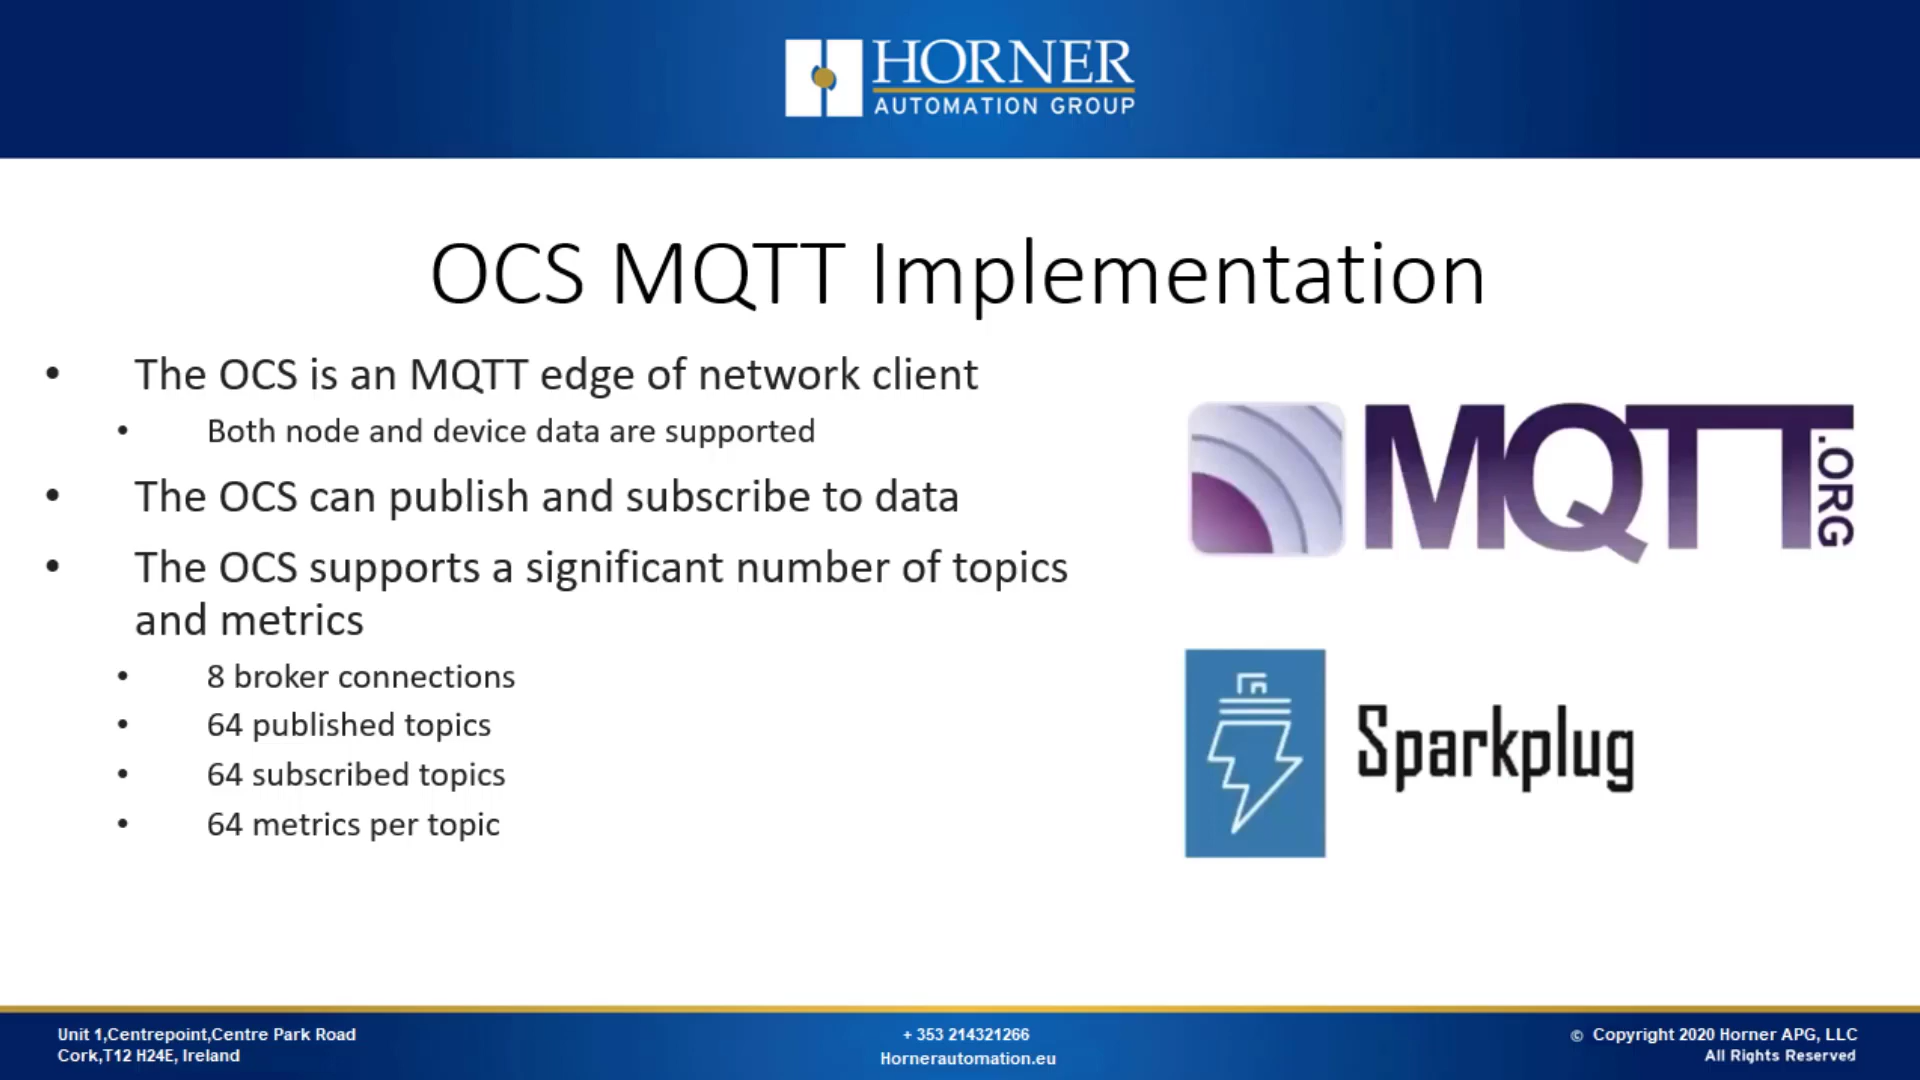 HORNER
AUTOMATION GROUP
OCS MQTT Implementation
• The OCS is an MQTT edge of network client
• Both node and device data are supported
• The OCS can publish and subscribe to data
• The OCS supports a significant number of topics
and metrics
• 8 broker connections
• 64 published topics
• 64 subscribed topics
• 64 metrics per topic
MQTT.ORG
Sparkplug
Unit 1,Centrepoint,Centre Park Road
Cork,T12 H24E, Ireland
+ 353 214321266
Hornerautomation.eu
© Copyright 2020 Horner APG, LLC
All Rights Reserved